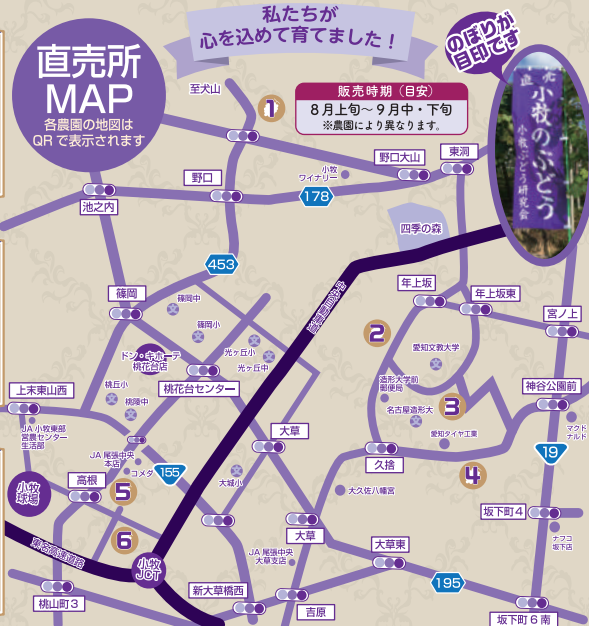 私たちが
心を込めて育てました！
のぼりが
目印です
直売所
MAP
各農園の地図は
QRで表示されます
販売時期（目安）
8月上旬～9月中・下旬
※農園により異なります。
直売
小牧のぶどう
小牧ぶどう研究会
至犬山
1
野口
小牧
ワイナリー
野口大山
東洞
池之内
178
四季の森
453
篠岡
篠岡中
篠岡小
光ヶ丘小
光ヶ丘中
年上坂
年上坂東
宮ノ上
2
愛知文教大学
ドン・キホーテ
桃花台店
桃花台センター
上末東山西
桃丘小
桃陵中
造形大学前
郵便局
名古屋造形大
3
神谷公園前
マクド
ナルド
JA小牧東部
営農センター
生活部
JA尾張中央
本店
コメダ
大草
愛知タイヤ工業
久捨
19
155
4
小牧
球場
高根
5
大城小
大久佐八幡宮
坂下町4
6
大草
ナフコ
坂下店
東名高速道路
小牧
JCT
JA尾張中央
大草支店
大草東
195
新大草橋西
桃山町3
吉原
坂下町6南